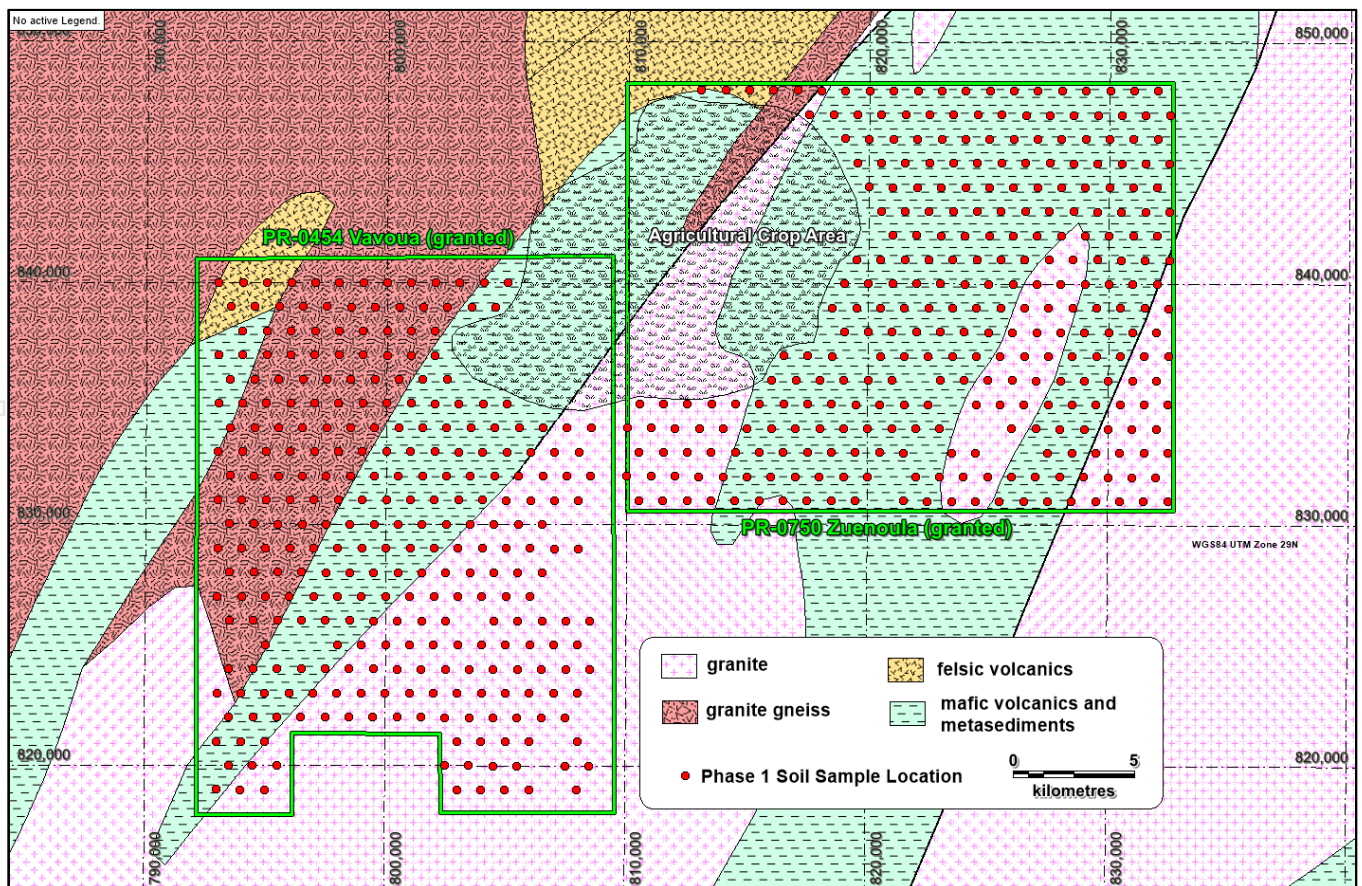 No active Legend.
850,000
790,000
800,000
810,000
820,000
830,000
850,000
PR-0454 Vavoua (granted)
Agricultural Crop Area
840,000
840,000
830,000
PR-0750 Zuenoula (granted)
830,000
WGS84 UTM Zone 29N
granite
felsic volcanics
granite gneiss
mafic volcanics and
metasediments
Phase 1 Soil Sample Location
0 5
kilometres
820,000
820,000
790,000
800,000
810,000
820,000
830,000